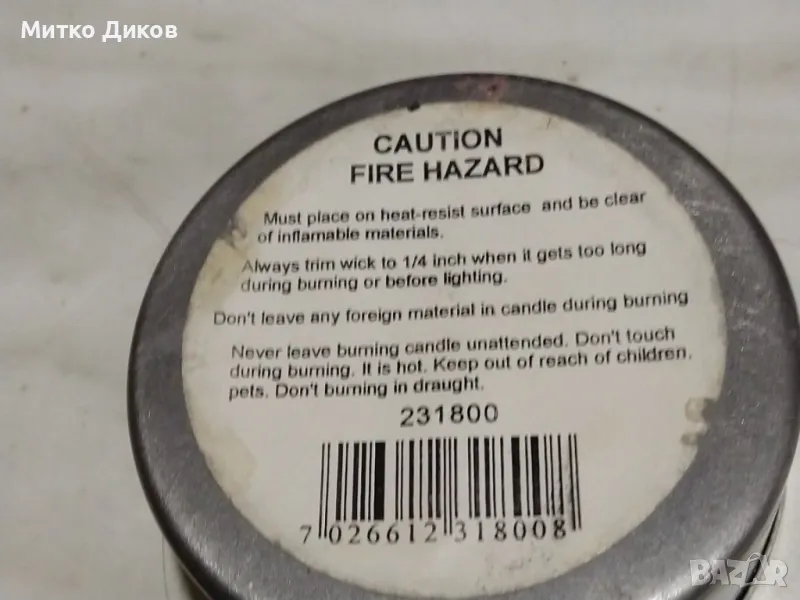 Митко Диков
CAUTION
FIRE HAZARD
Must place on heat-resist surface and be clear
of inflamable materials.
Always trim wick to 1/4 inch when it gets too long
during burning or before lighting.
Don't leave any foreign material in candle during burning
Never leave burning candle unattended. Don't touch
during burning. It is hot. Keep out of reach of children,
pets. Don't burning in draught.
231800
7 026612 318008
BAZAR